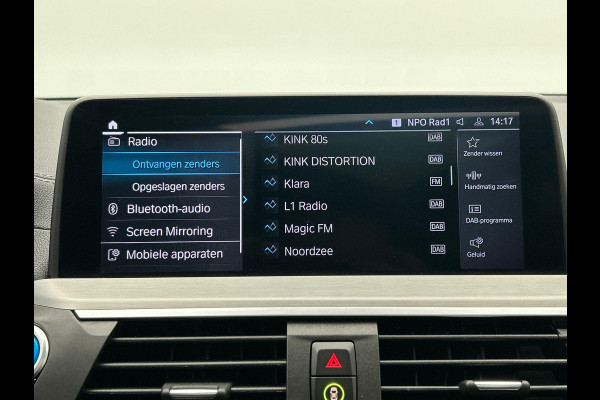 1 NPO Rad1 14:17
Radio
Ontvangen zenders
Opgeslagen zenders
Bluetooth-audio
Screen Mirroring
Mobiele apparaten
KINK 80s DAB
KINK DISTORTION DAB
Klara FM
L1 Radio DAB
Magic FM DAB
Noordzee DAB
Zender wissen
Handmatig zoeken
DAB-programma
Geluid